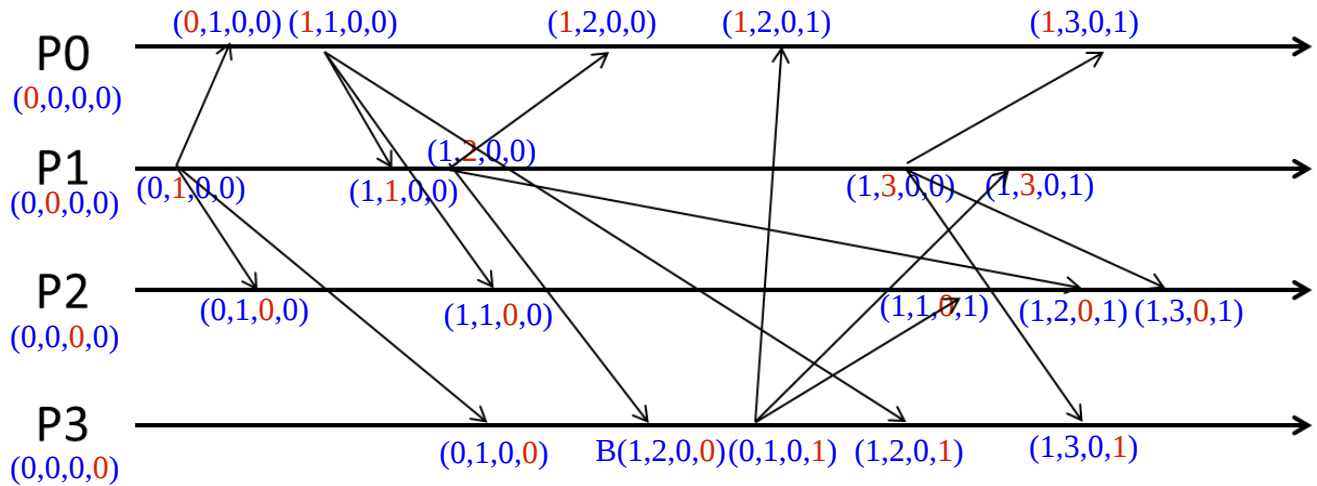 (0,1,0,0) (1,1,0,0) (1,2,0,0) (1,2,0,1) (1,3,0,1)
P0
(0,0,0,0)
(1,2,0,0)
P1
(0,0,0,0) (0,1,0,0) (1,1,0,0) (1,3,0,0) (1,3,0,1)
P2
(0,1,0,0) (1,1,0,0) (1,1,0,1) (1,2,0,1) (1,3,0,1)
(0,0,0,0)
P3
(0,1,0,0) B(1,2,0,0) (0,1,0,1) (1,2,0,1) (1,3,0,1)
(0,0,0,0)